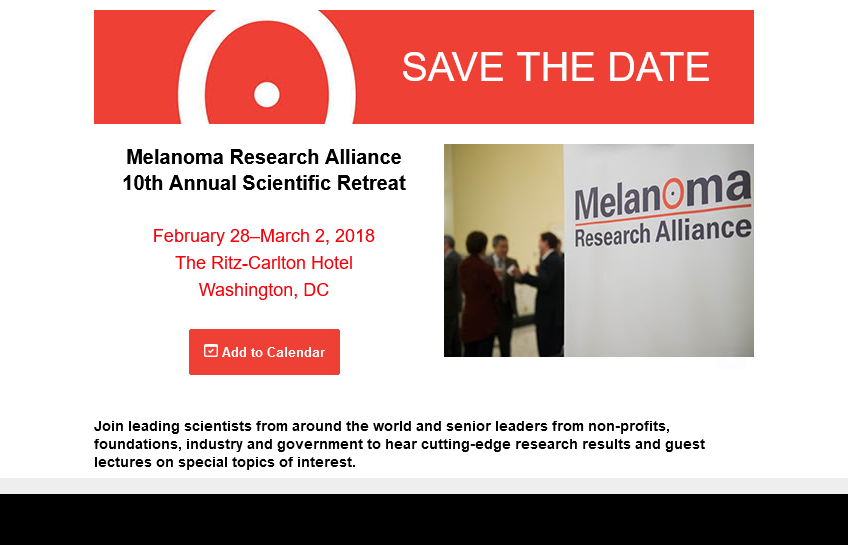 SAVE THE DATE
Melanoma Research Alliance
10th Annual Scientific Retreat
February 28–March 2, 2018
The Ritz-Carlton Hotel
Washington, DC
Add to Calendar
Melanoma
Research Alliance
Join leading scientists from around the world and senior leaders from non-profits,
foundations, industry and government to hear cutting-edge research results and guest
lectures on special topics of interest.